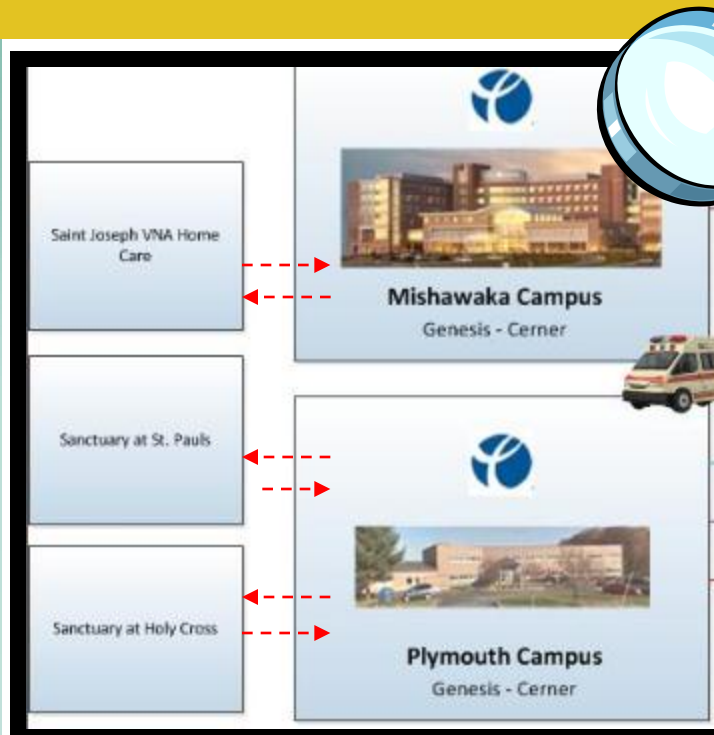 Saint Joseph VNA Home
Care
Mishawaka Campus
Genesis - Cerner
Sanctuary at St. Pauls
Sanctuary at Holy Cross
Plymouth Campus
Genesis - Cerner